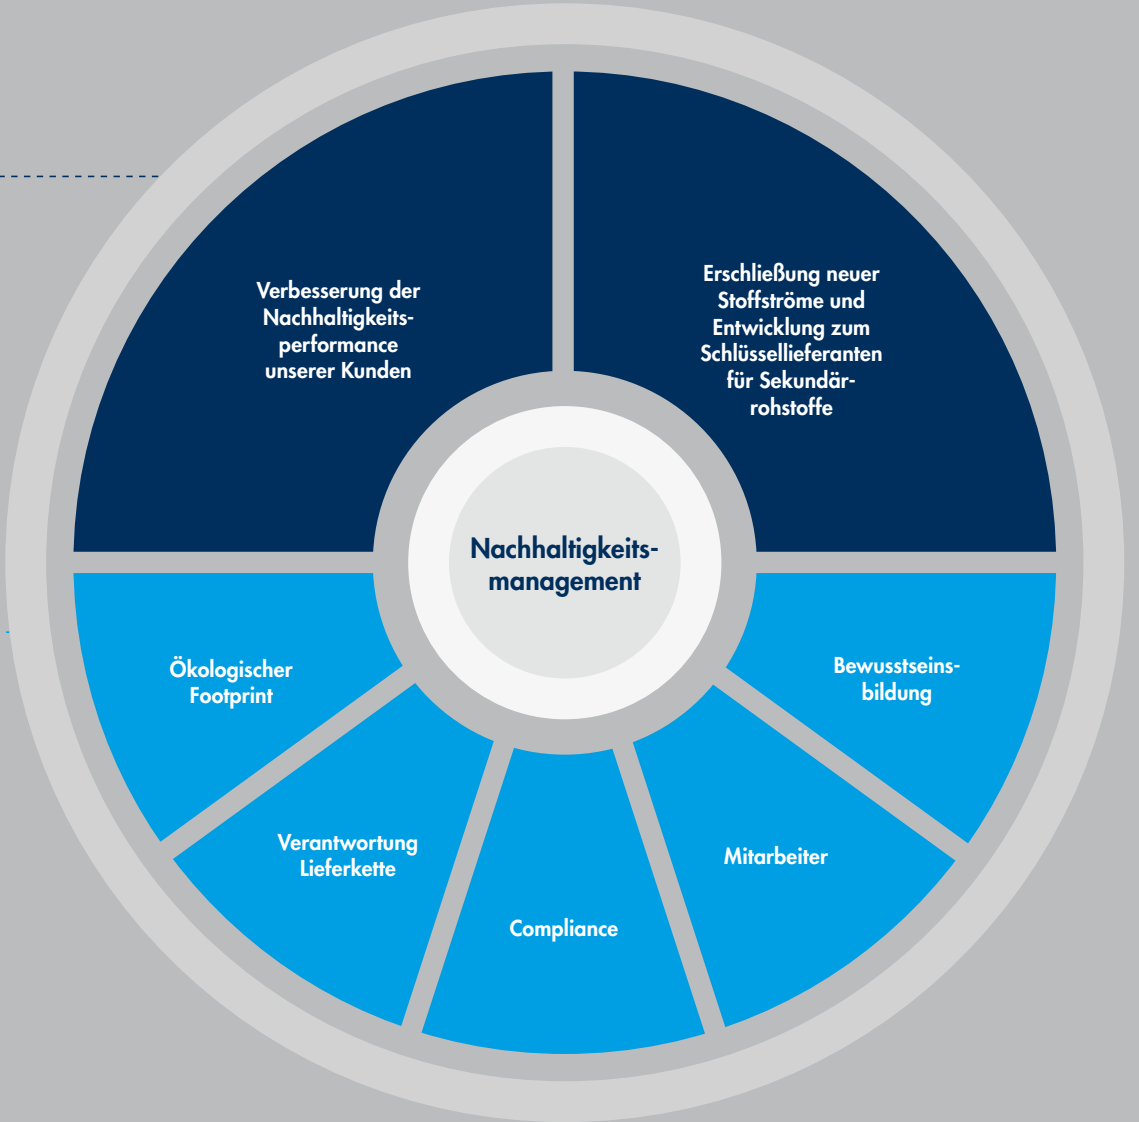 Verbesserung der
Nachhaltigkeits-
performance
unserer Kunden
Erschließung neuer
Stoffströme und
Entwicklung zum
Schlüssellieferanten
für Sekundär-
rohstoffe
Nachhaltigkeits-
management
Ökologischer
Footprint
Verantwortung
Lieferkette
Compliance
Mitarbeiter
Bewusstseins-
bildung